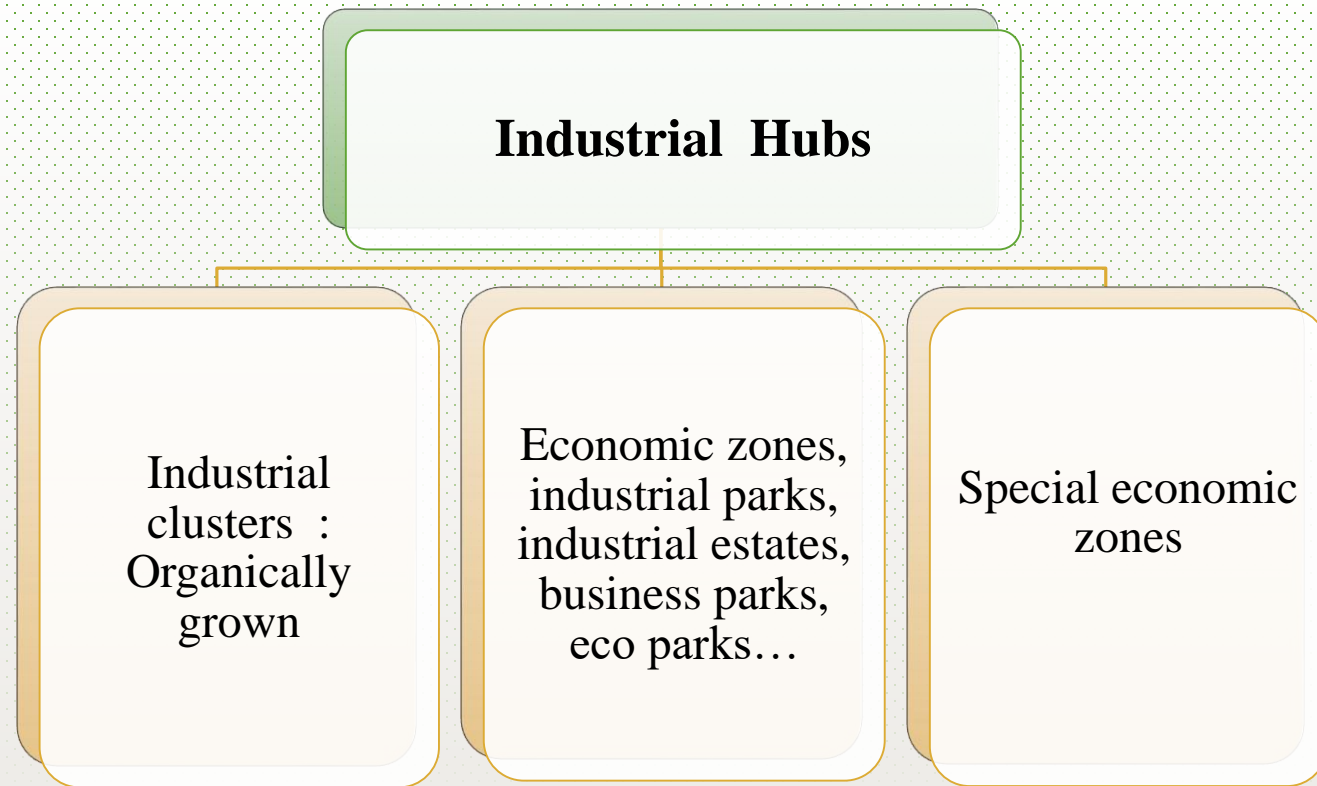 Industrial Hubs
Industrial
clusters :
Organically
grown
Economic zones,
industrial parks,
industrial estates,
business parks,
eco parks…
Special economic
zones